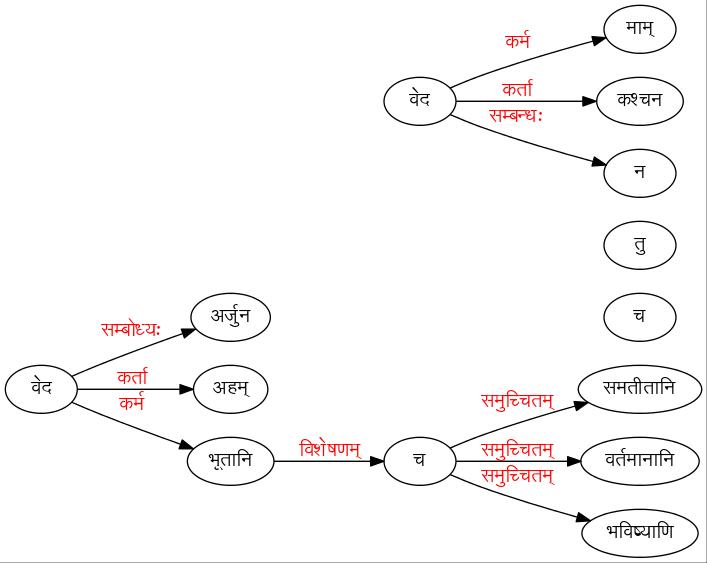 माम्
कर्म
वेद
कर्ता
कश्चन
सम्बन्धः
न
तु
च
अर्जुन
सम्बोध्यः
वेद
कर्ता
अहम्
कर्म
समतीतानि
समुच्चितम्
भूतानि
विशेषणम्
च
समुच्चितम्
वर्तमानानि
समुच्चितम्
भविष्याणि